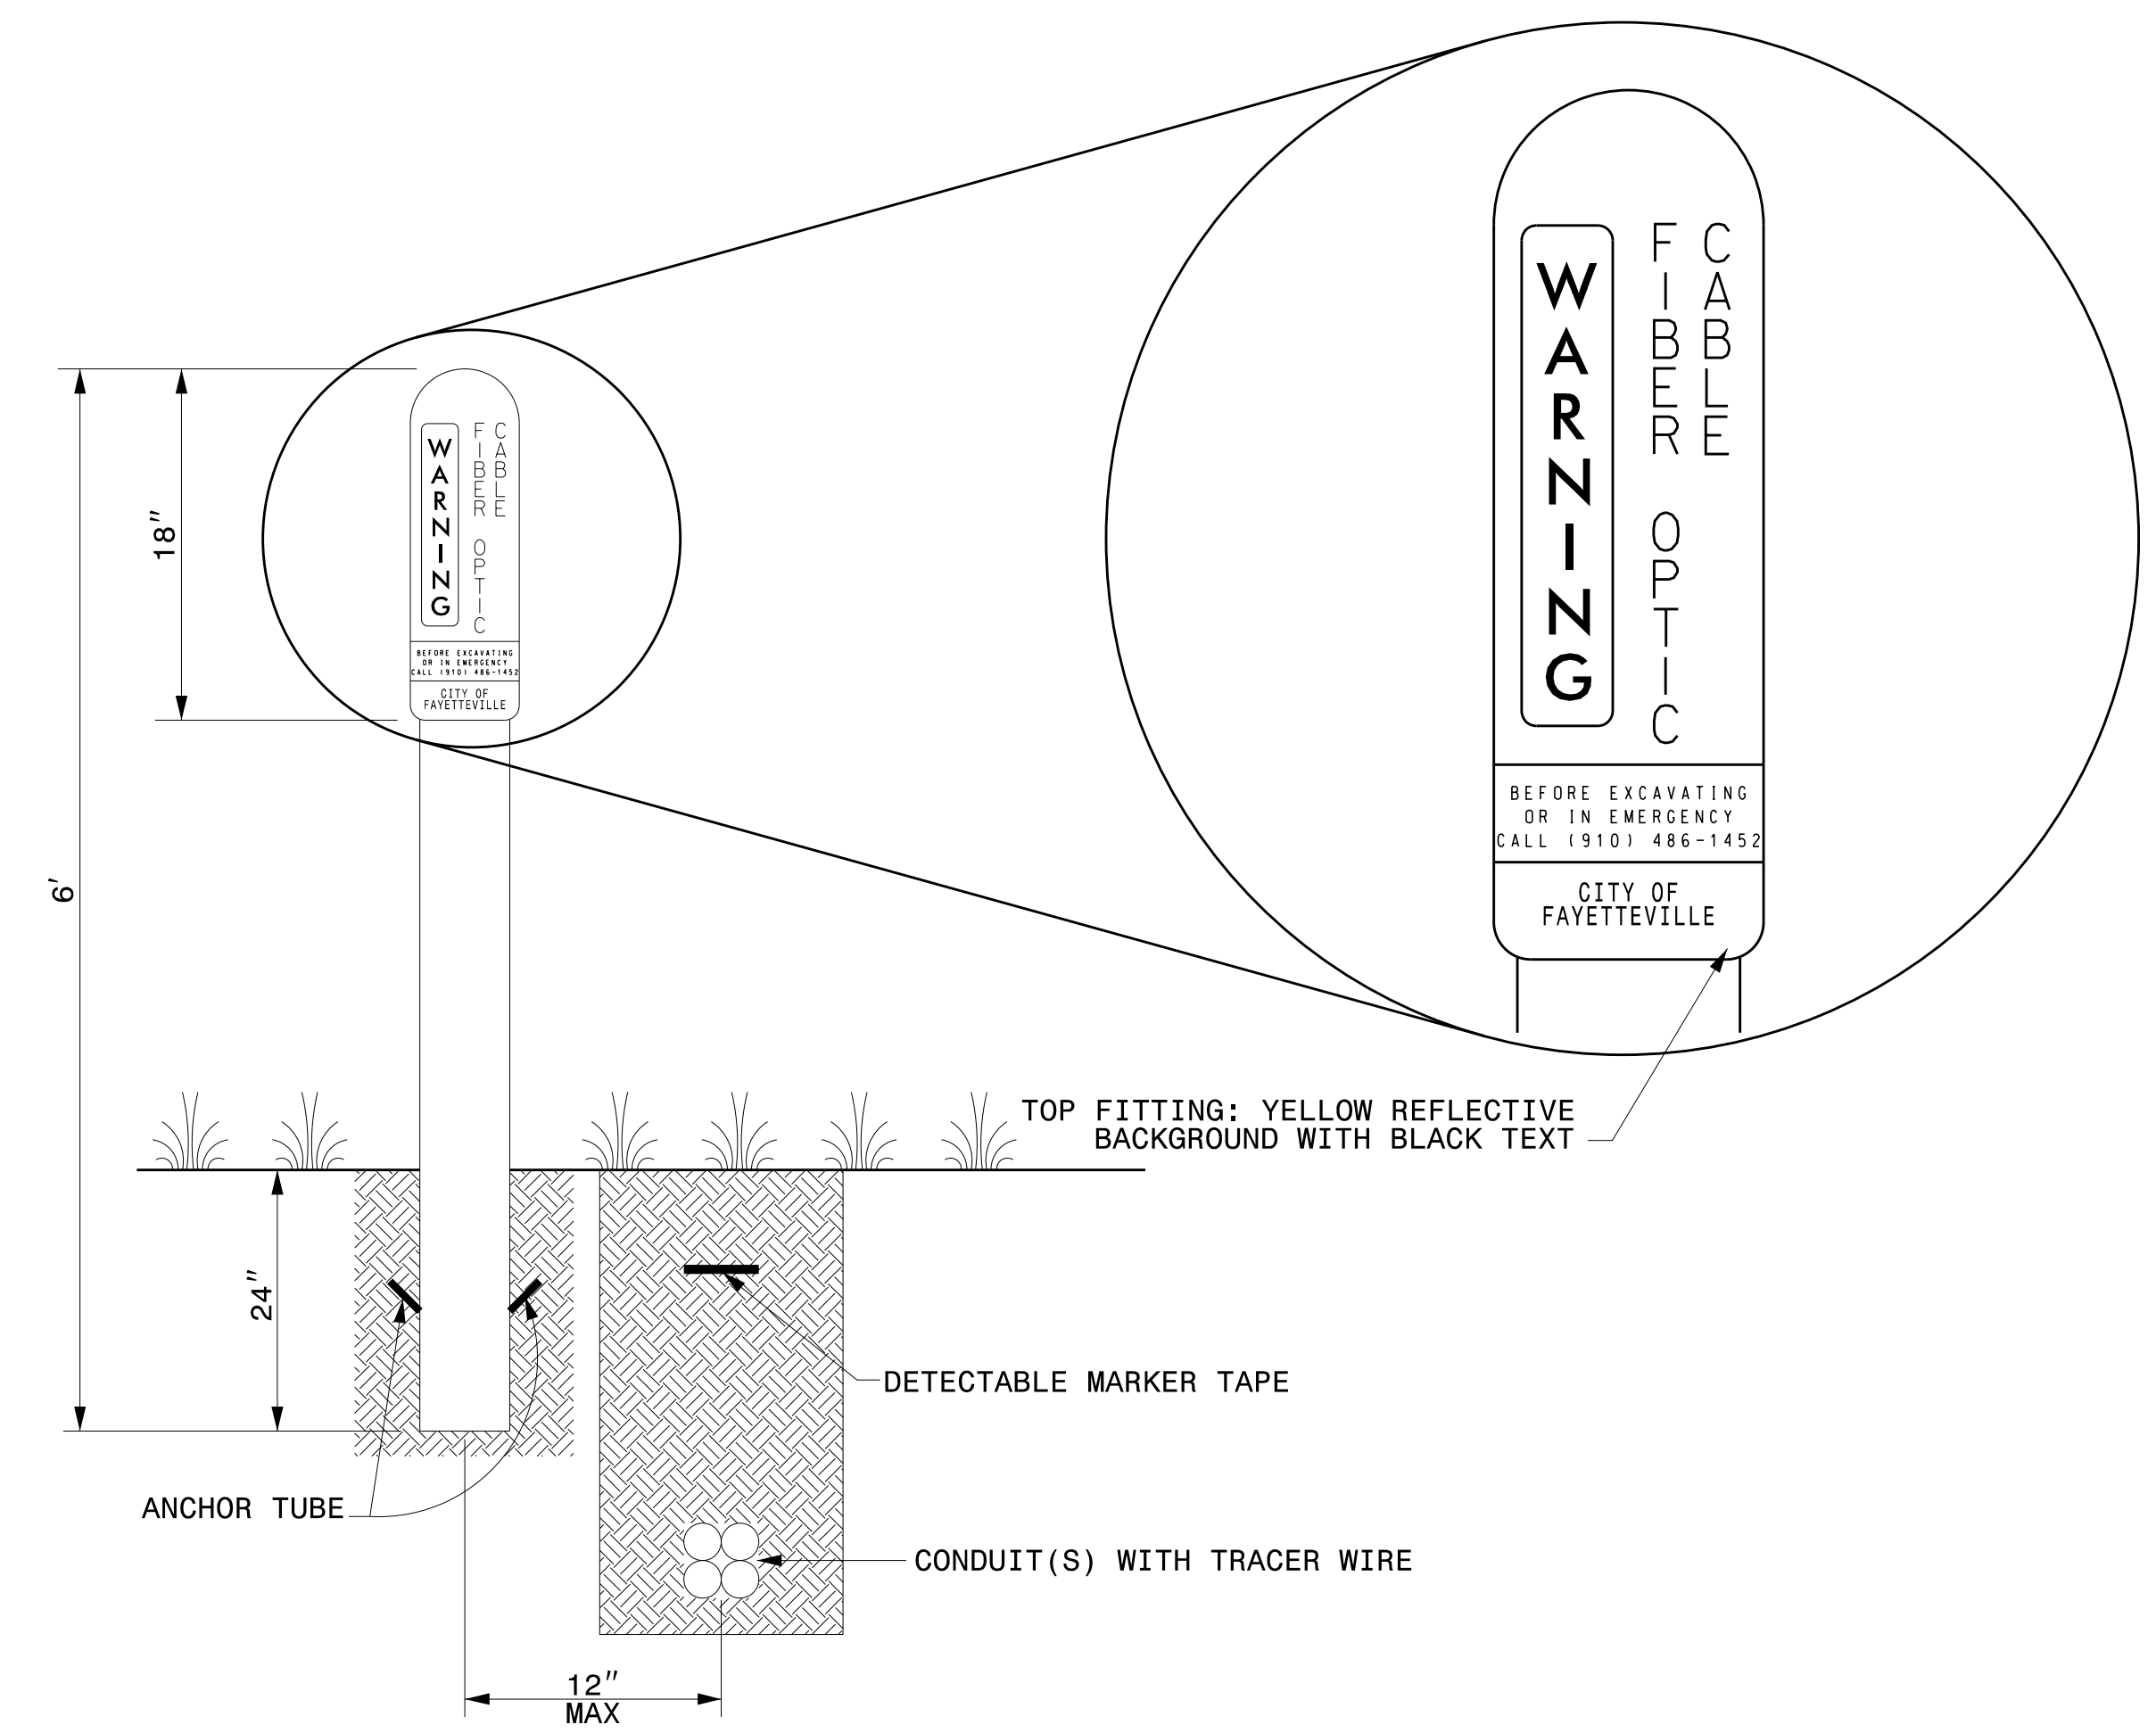 WARNING
FIBER OPTIC
CABLE
BEFORE EXCAVATING
OR IN EMERGENCY
CALL (910) 486-1452
CITY OF
FAYETTEVILLE
18"
6'
WARNING
FIBER OPTIC
CABLE
BEFORE EXCAVATING
OR IN EMERGENCY
CALL (910) 486-1452
CITY OF
FAYETTEVILLE
TOP FITTING: YELLOW REFLECTIVE
BACKGROUND WITH BLACK TEXT
24"
DETECTABLE MARKER TAPE
ANCHOR TUBE
CONDUIT(S) WITH TRACER WIRE
12"
MAX